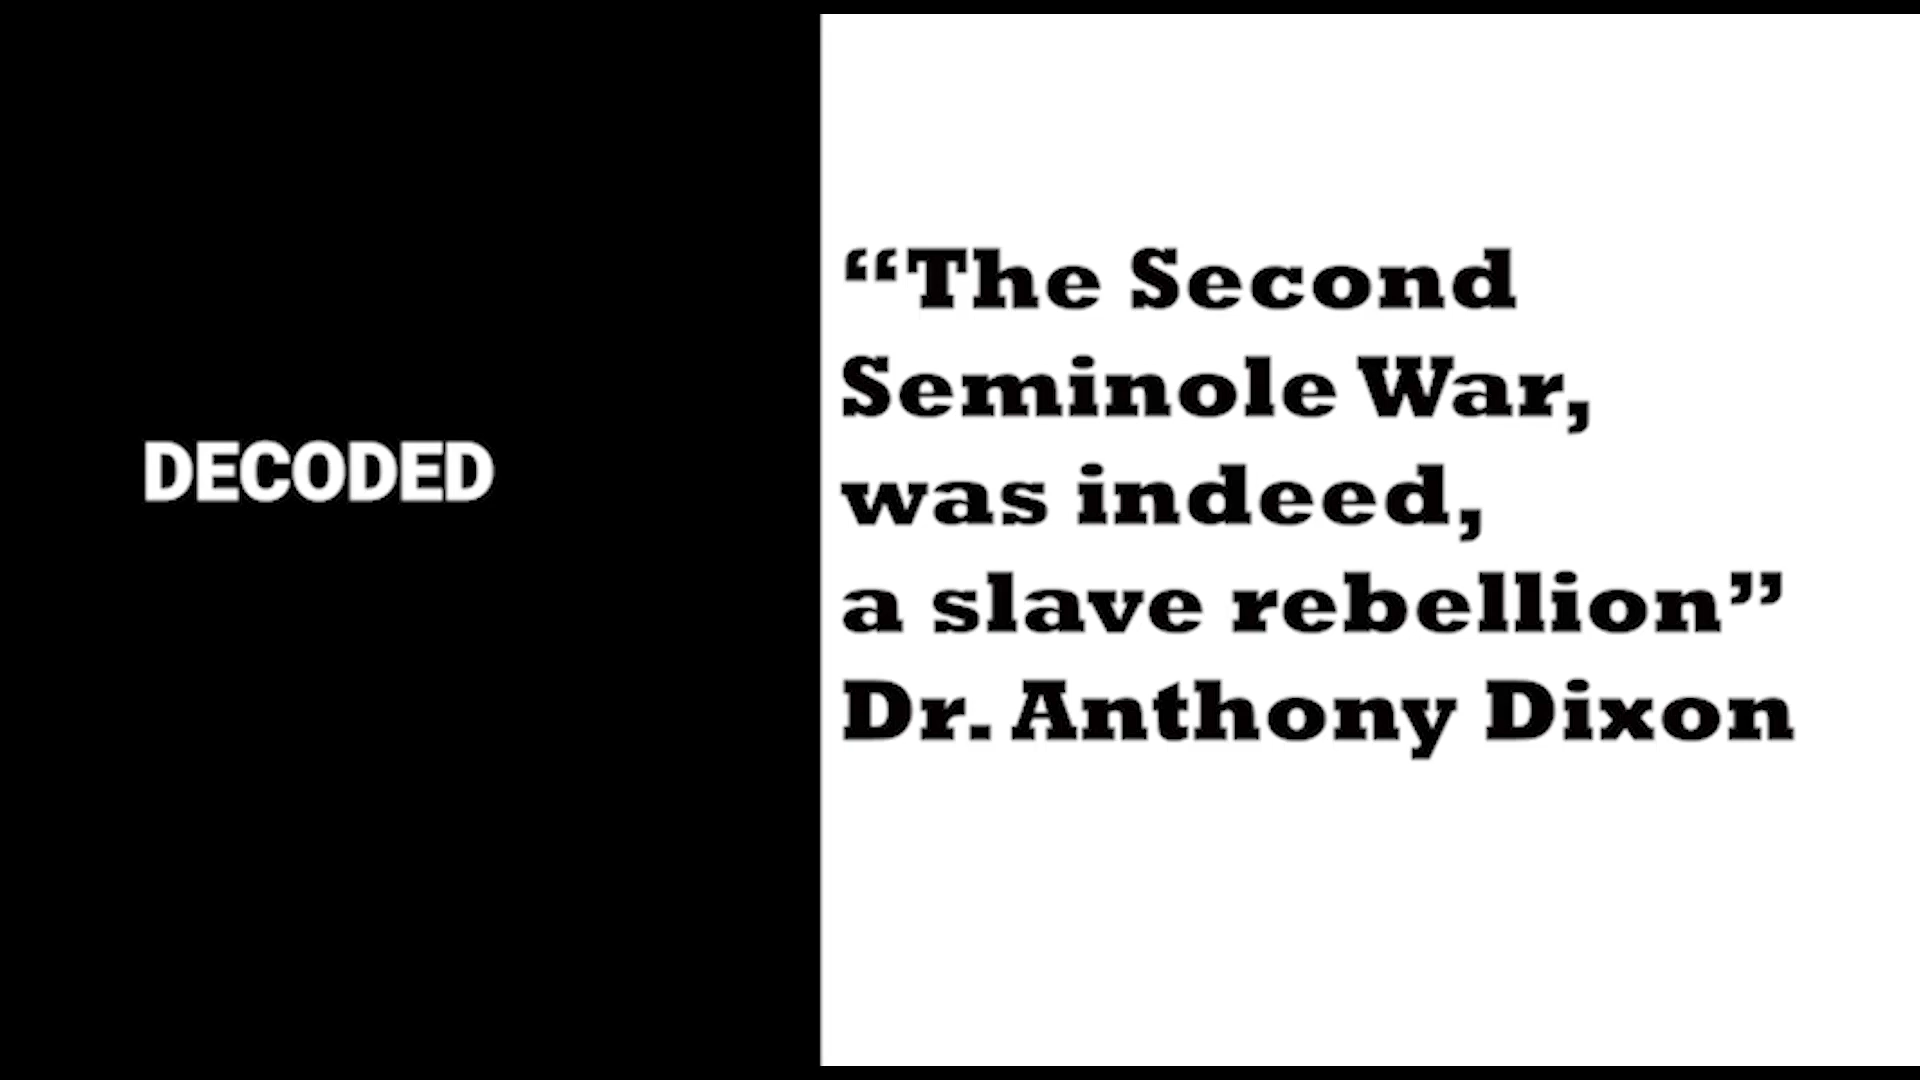 DECODED
“The Second
Seminole War,
was indeed,
a slave rebellion”
Dr. Anthony Dixon